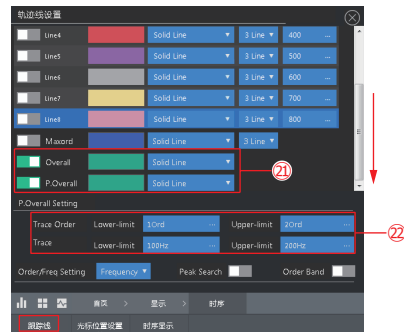 轨迹线设置
Line4 Solid Line 3 Line 400 ...
Line5 Solid Line 3 Line 500 ...
Line6 Solid Line 3 Line 600 ...
Line7 Solid Line 3 Line 700 ...
Line8 Solid Line 3 Line 800 ...
Maxord Solid Line 3 Line
Overall Solid Line
P.Overall Solid Line
㉑
P.Overall Setting
Trace Order Lower-limit 1Ord ... Upper-limit 2Ord ...
Trace Lower-limit 100Hz ... Upper-limit 200Hz ...
㉒
Order/Freq Setting Frequency Peak Search Order Band
首页 > 显示 > 时序
跟踪线 光标位置设置 时序显示